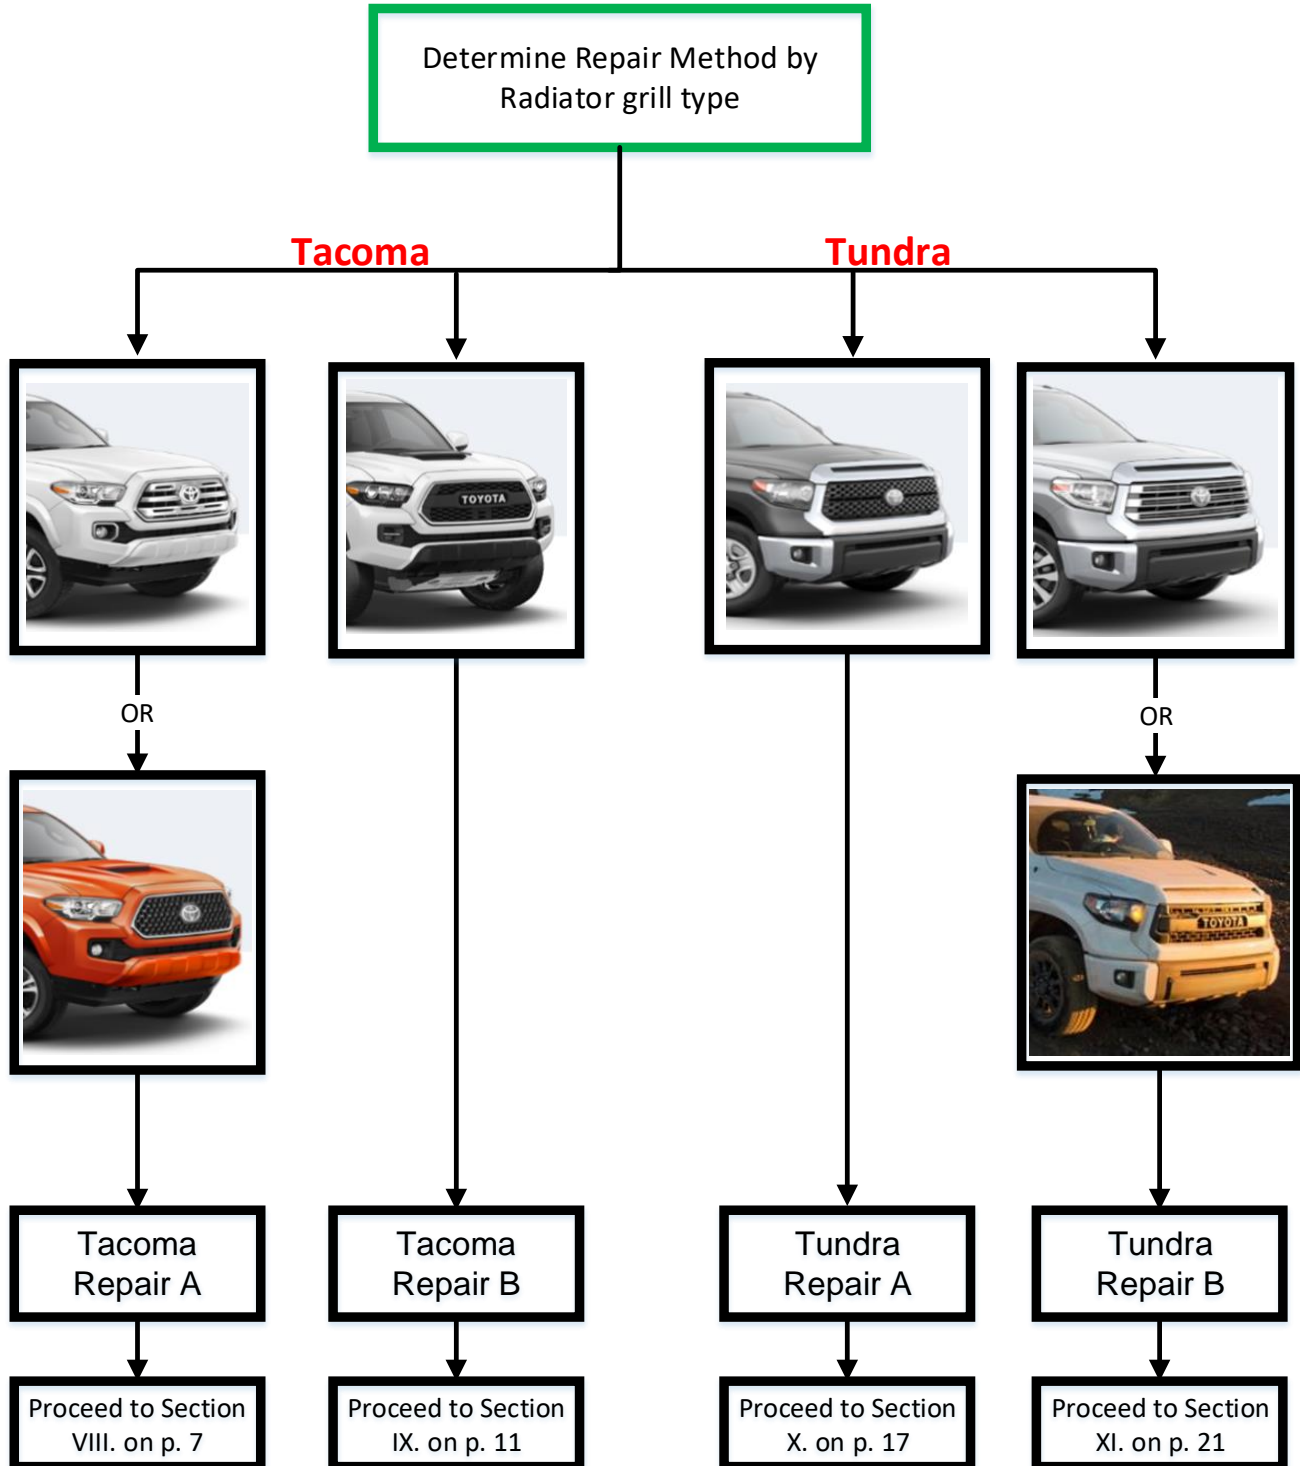 Determine Repair Method by
Radiator grill type
Tacoma
Tundra
TOYOTA
OR
OR
TOYOTA
Tacoma
Repair A
Tacoma
Repair B
Tundra
Repair A
Tundra
Repair B
Proceed to Section
VIII. on p. 7
Proceed to Section
IX. on p. 11
Proceed to Section
X. on p. 17
Proceed to Section
XI. on p. 21